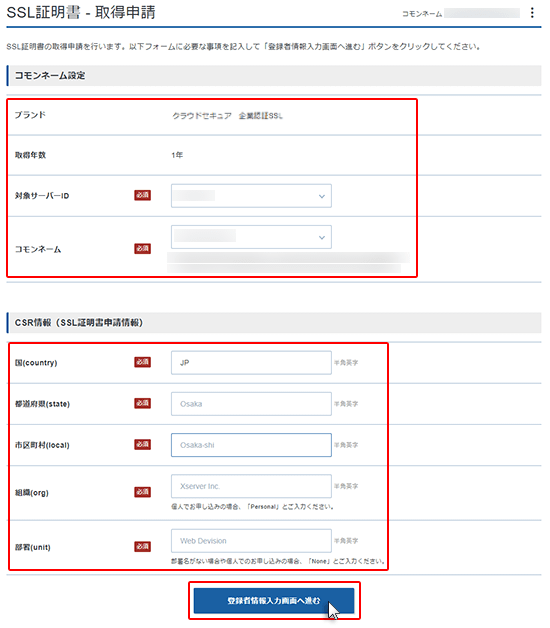 SSL証明書 - 取得申請
コモンネーム
SSL証明書の取得申請を行います。以下フォームに必要な事項を記入して「登録者情報入力画面へ進む」ボタンをクリックしてください。
コモンネーム設定
ブランド クラウドセキュア 企業認証SSL
取得年数 1年
対象サーバーID 必須
コモンネーム 必須
CSR情報（SSL証明書申請情報）
国(country) 必須 JP 半角英字
都道府県(state) 必須 Osaka 半角英字
市区町村(local) 必須 Osaka-shi 半角英字
組織(org) 必須 Xserver Inc. 半角英字
個人でお申し込みの場合、「Personal」とご入力ください。
部署(unit) 必須 Web Devision 半角英字
部署名がない場合や個人でのお申し込みの場合、「None」とご入力ください。
登録者情報入力画面へ進む